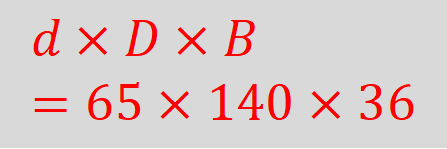 d × D × B
= 65 × 140 × 36